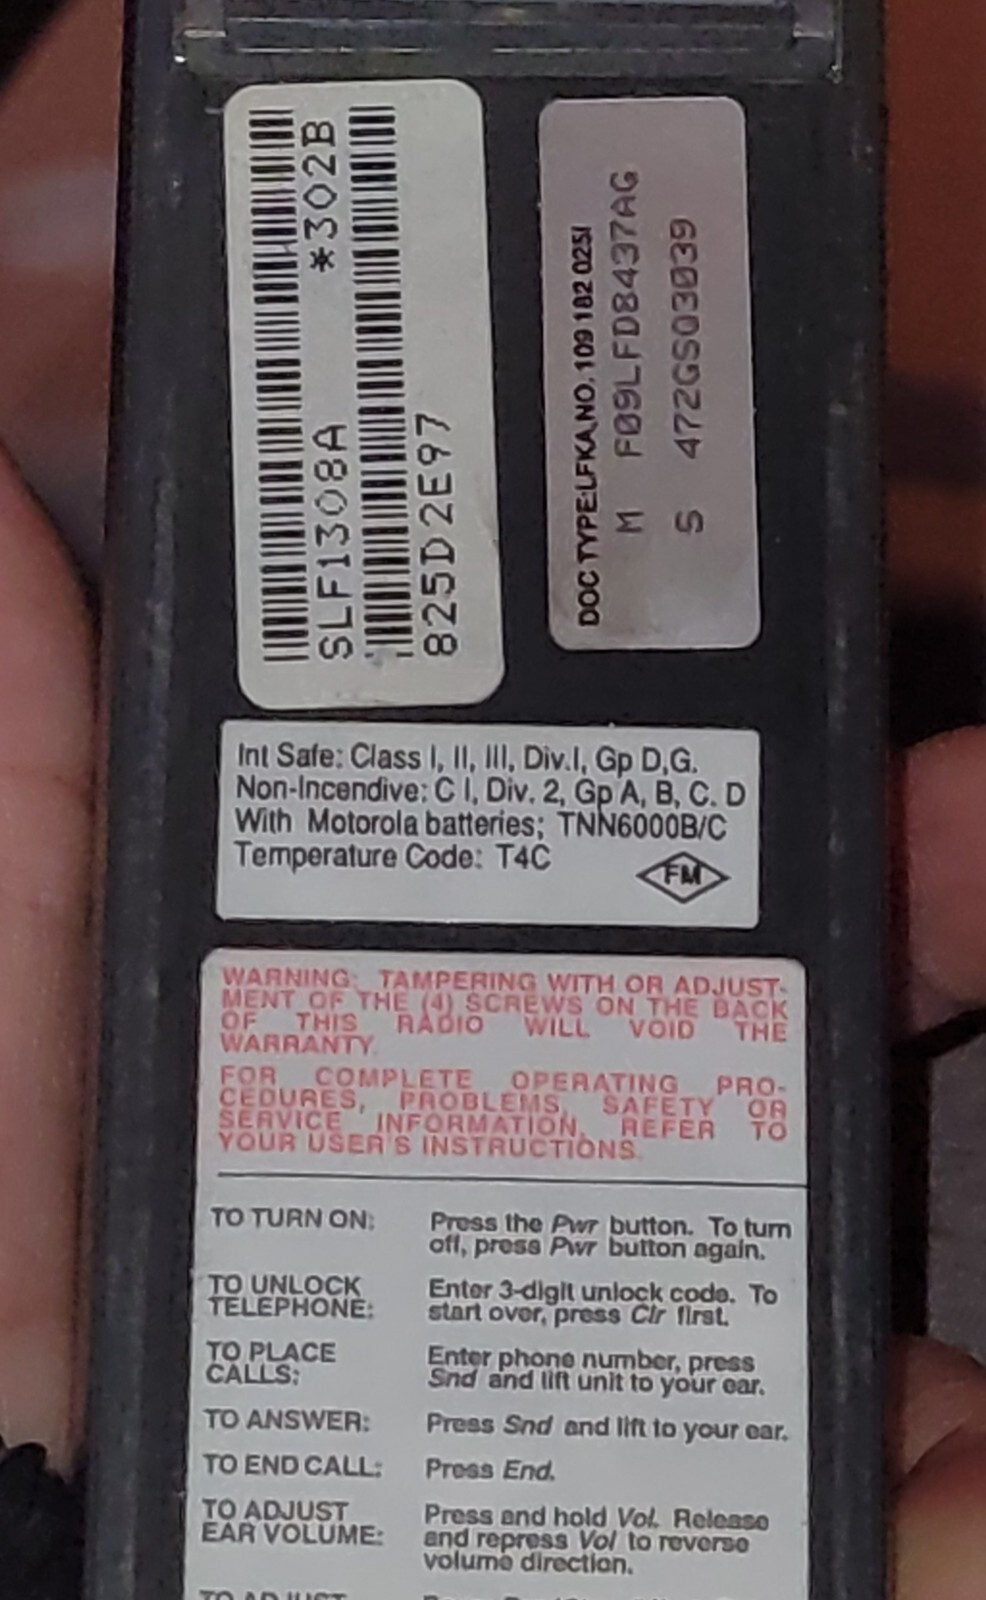 *302B
SLF1308A
825D2E97
DOC TYPE:LFKA,NO. 109 182 025I
M F09LFD8437AG
S 472GS03039
Int Safe: Class I, II, III, Div.I, Gp D,G.
Non-Incendive: C I, Div. 2, Gp A, B, C. D
With Motorola batteries; TNN6000B/C
Temperature Code: T4C
FM
WARNING: TAMPERING WITH OR ADJUST-
MENT OF THE (4) SCREWS ON THE BACK
OF THIS RADIO WILL VOID THE
WARRANTY.
FOR COMPLETE OPERATING PRO-
CEDURES, PROBLEMS, SAFETY OR
SERVICE INFORMATION, REFER TO
YOUR USER'S INSTRUCTIONS.
TO TURN ON: Press the Pwr button. To turn
off, press Pwr button again.
TO UNLOCK Enter 3-digit unlock code. To
TELEPHONE: start over, press Clr first.
TO PLACE Enter phone number, press
CALLS: Snd and lift unit to your ear.
TO ANSWER: Press Snd and lift to your ear.
TO END CALL: Press End.
TO ADJUST Press and hold Vol. Release
EAR VOLUME: and repress Vol to reverse
volume direction.
TO ADJUST